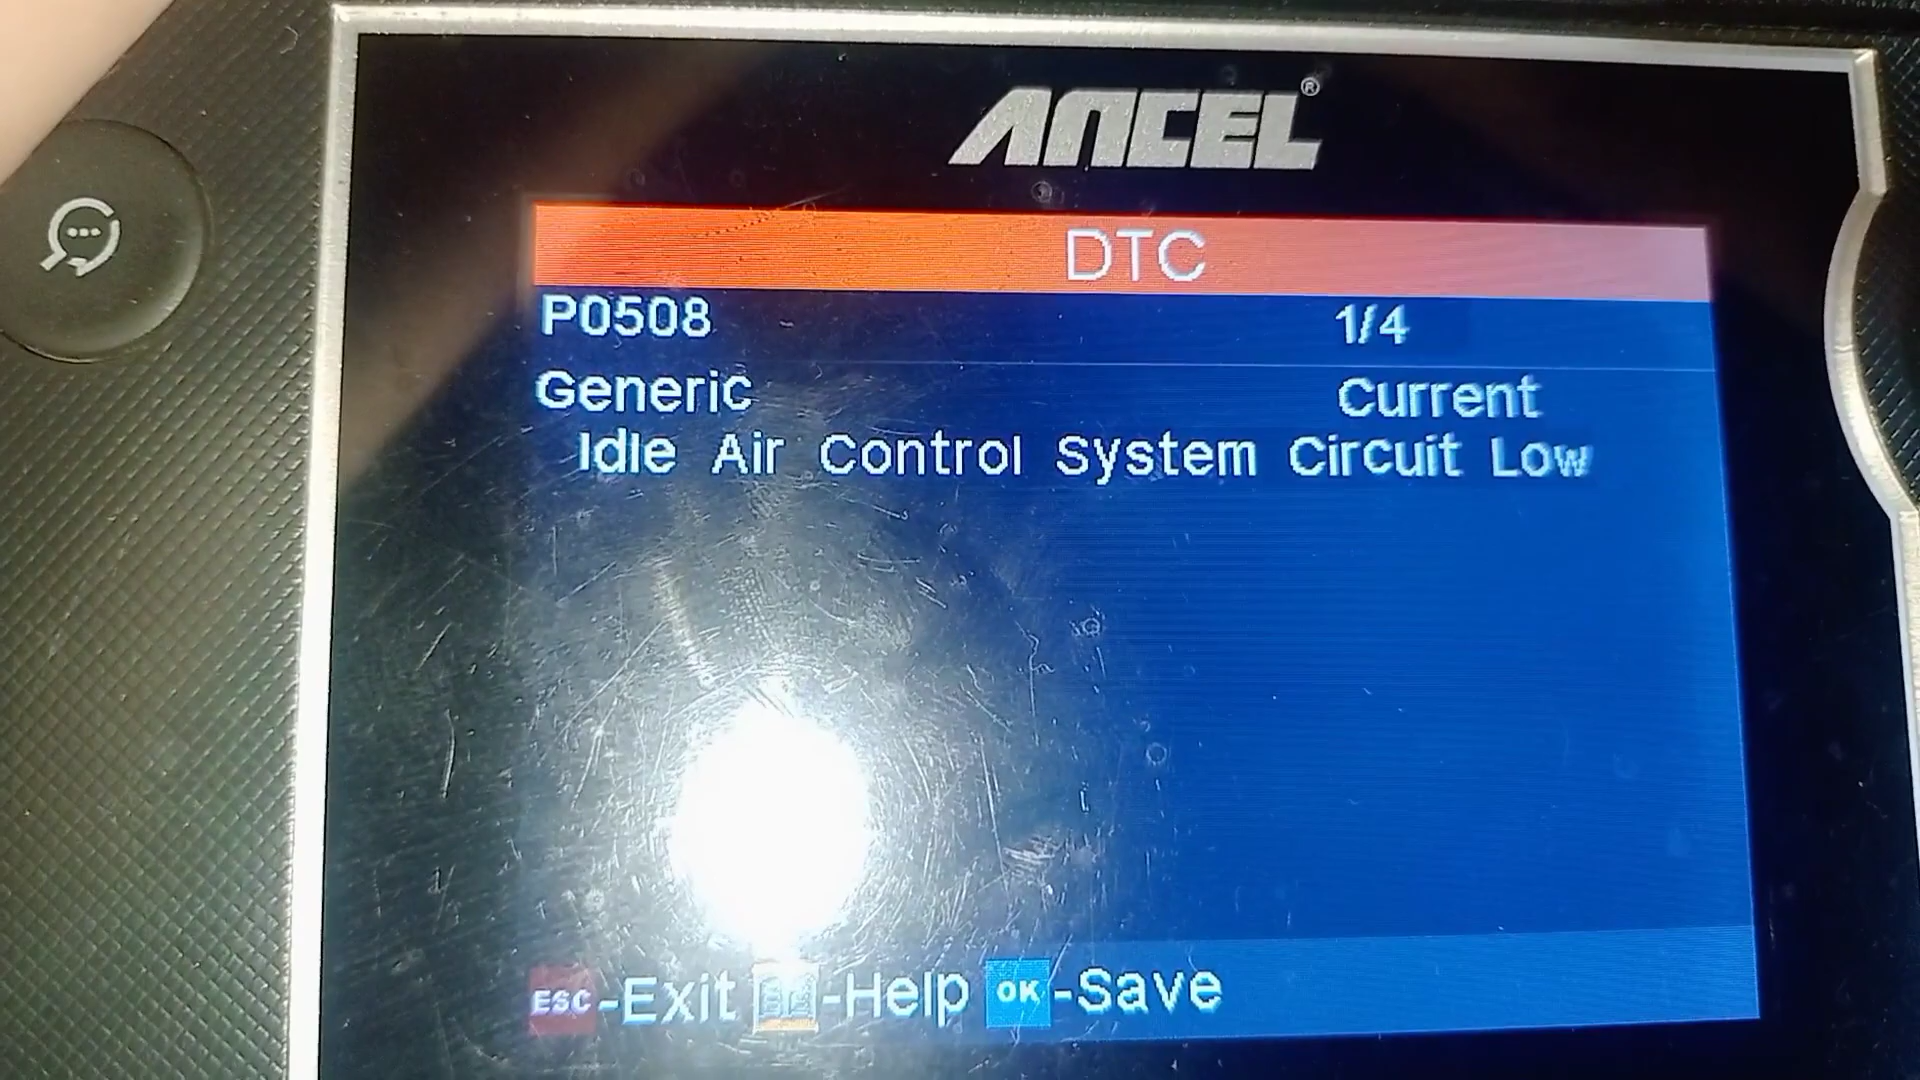 ANCEL®
DTC
P0508 1/4
Generic Current
Idle Air Control System Circuit Low
ESC-Exit -Help OK-Save